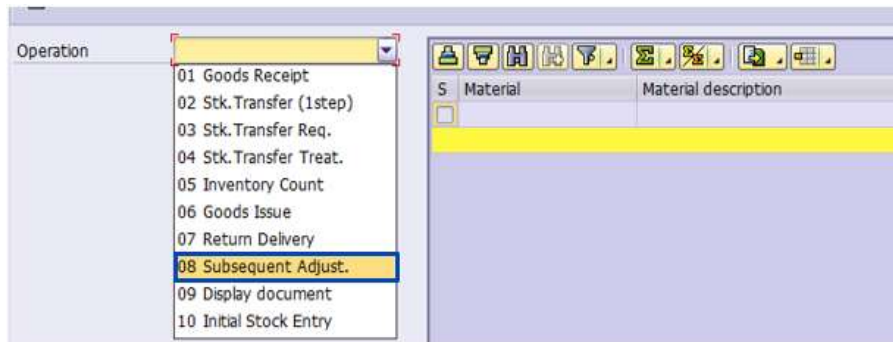 Operation
01 Goods Receipt
02 Stk.Transfer (1step)
03 Stk.Transfer Req.
04 Stk.Transfer Treat.
05 Inventory Count
06 Goods Issue
07 Return Delivery
08 Subsequent Adjust.
09 Display document
10 Initial Stock Entry
S Material Material description